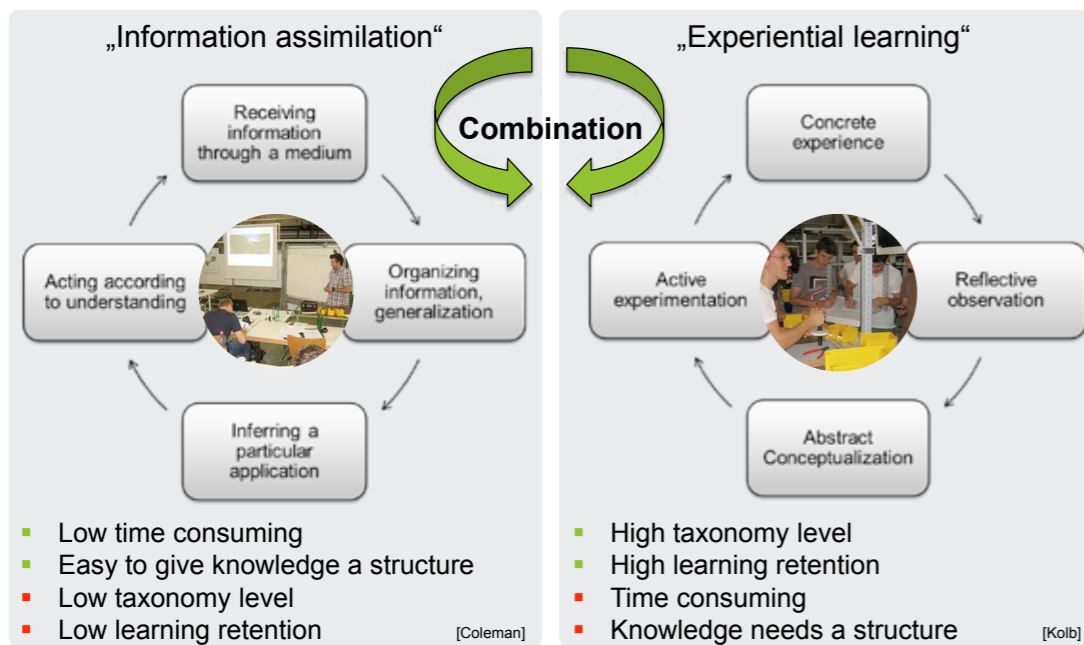 „Information assimilation“
Receiving
information
through a medium
Acting according
to understanding
Organizing
information,
generalization
Inferring a
particular
application
Low time consuming
Easy to give knowledge a structure
Low taxonomy level
Low learning retention
[Coleman]
Combination
„Experiential learning“
Concrete
experience
Active
experimentation
Reflective
observation
Abstract
Conceptualization
High taxonomy level
High learning retention
Time consuming
Knowledge needs a structure
[Kolb]